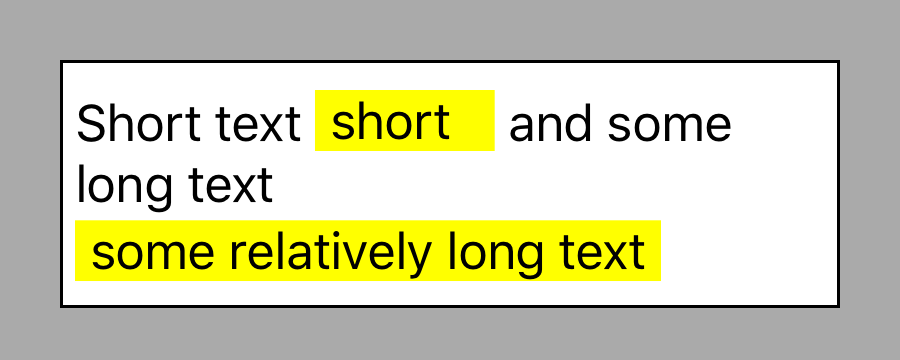 Short text short and some
long text
some relatively long text